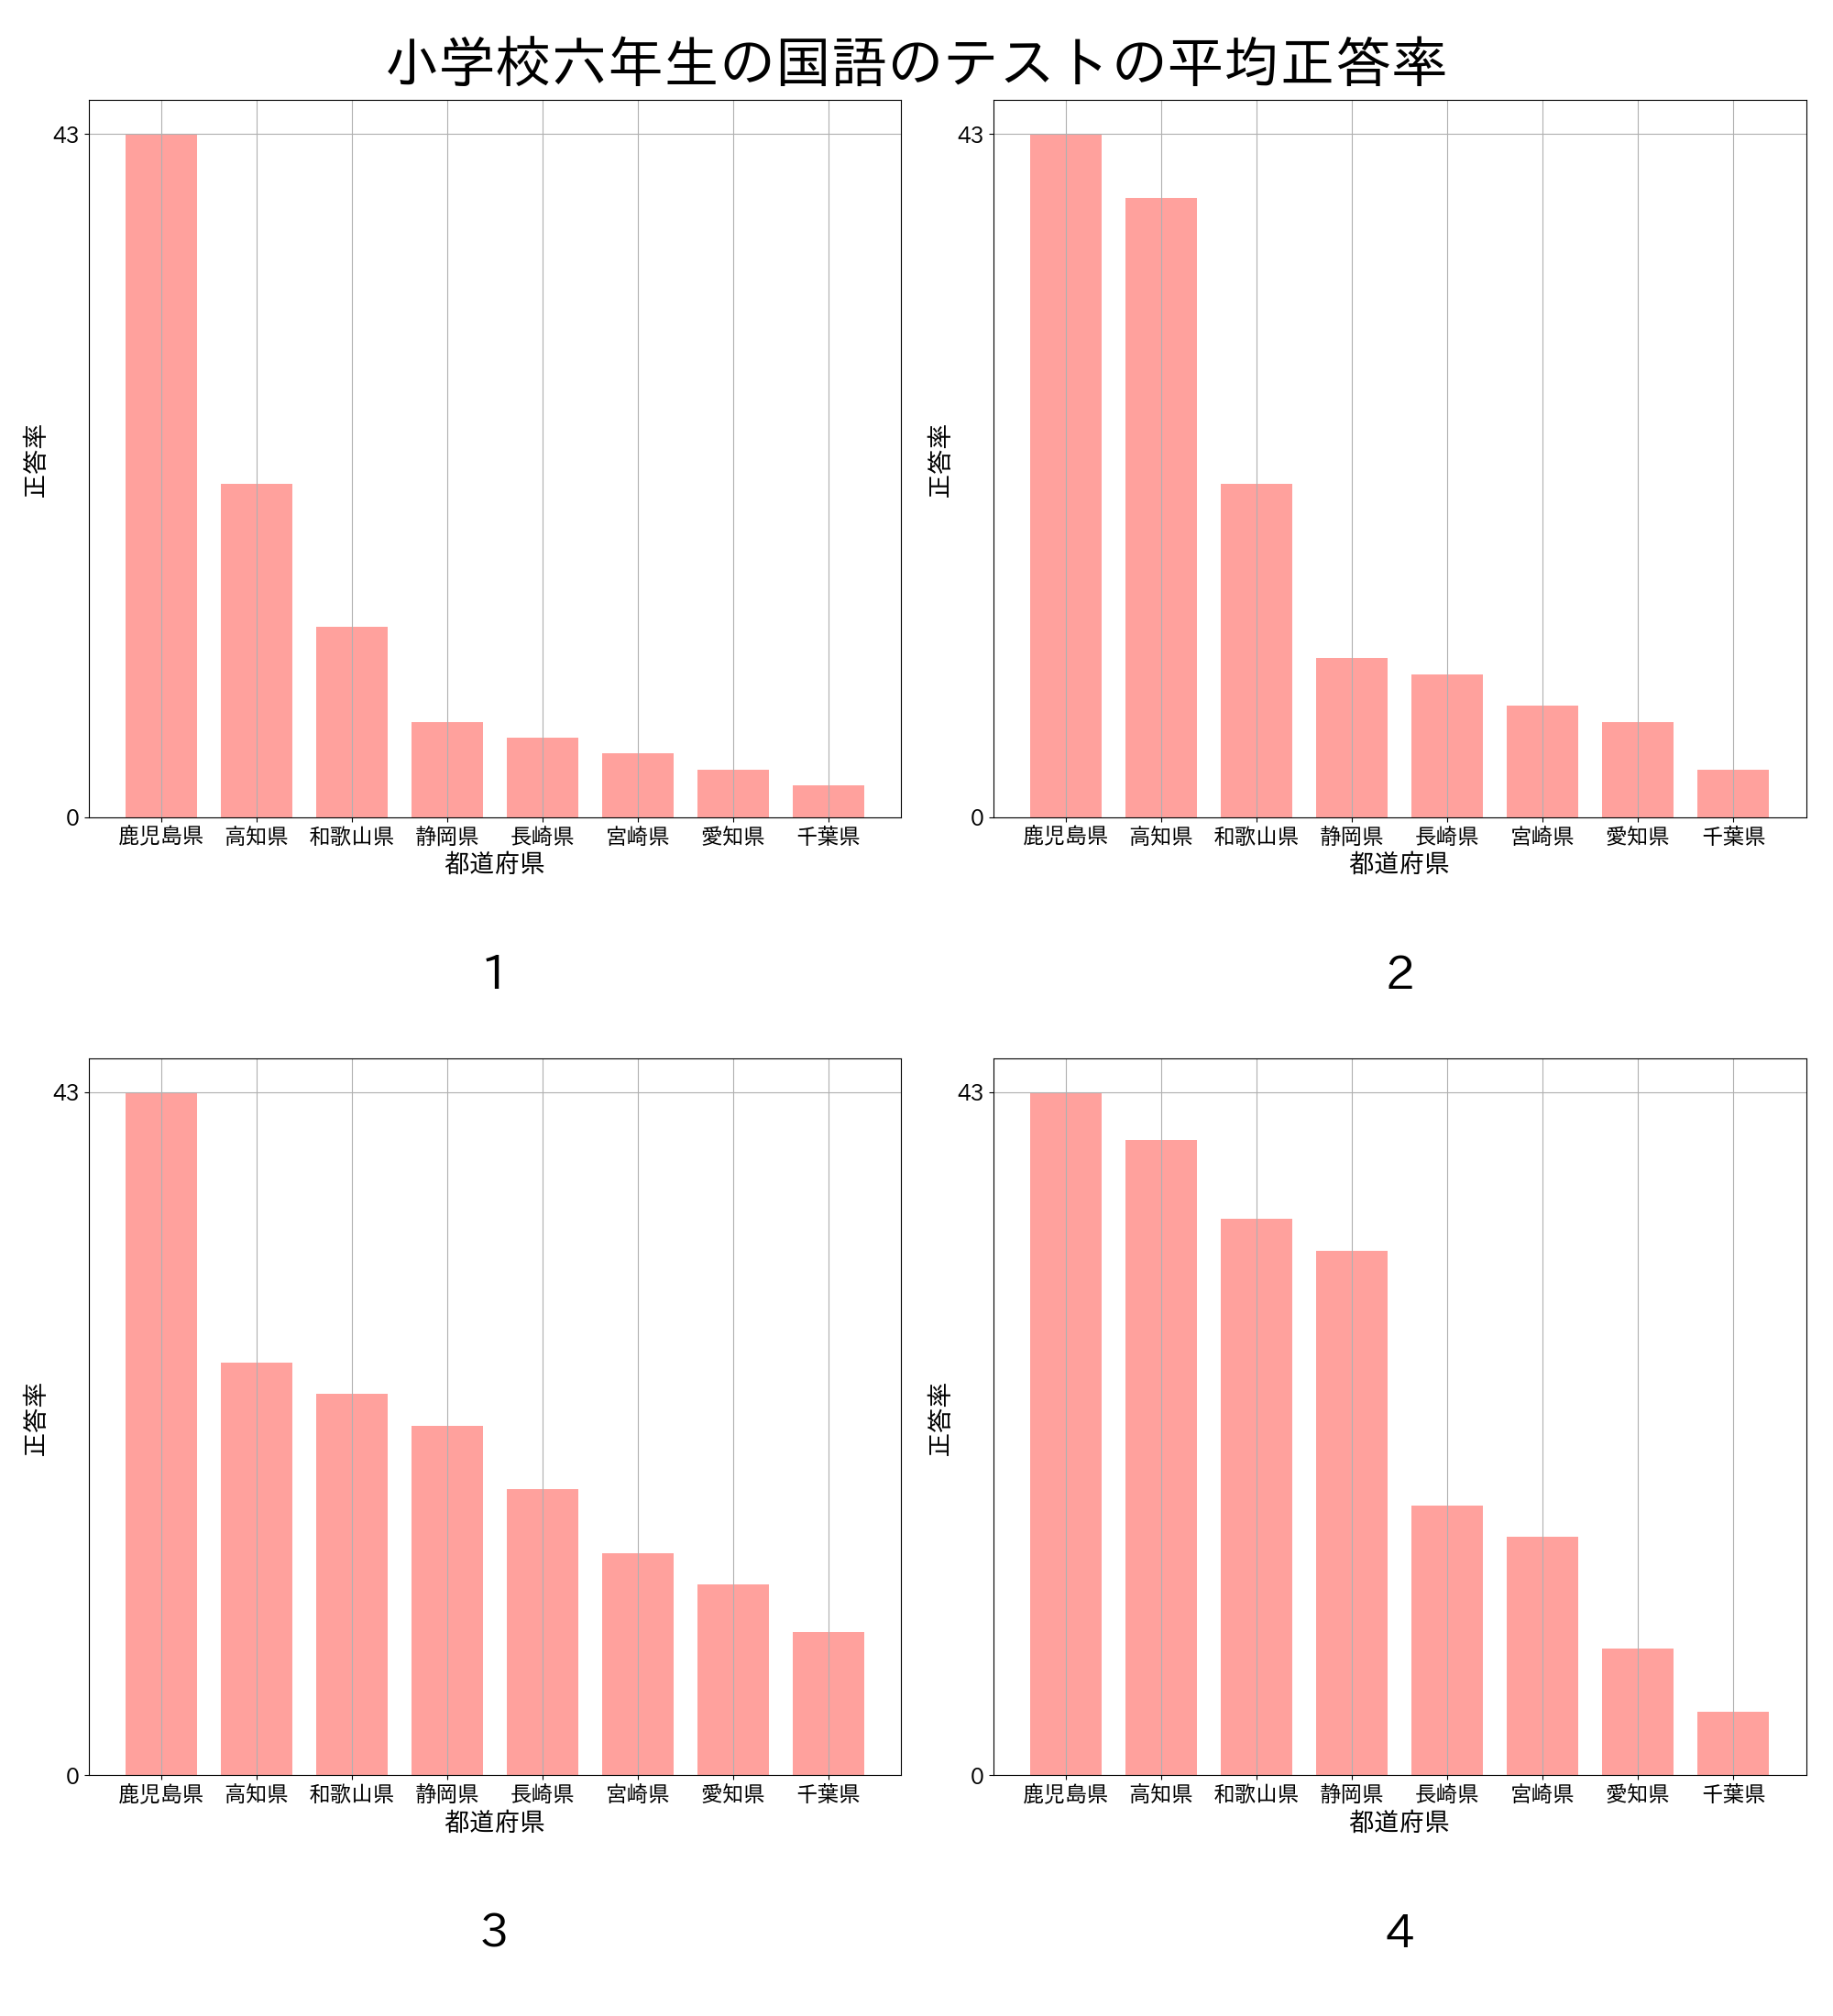 小学校六年生の国語のテストの平均正答率
43
0
正答率
鹿児島県 高知県 和歌山県 静岡県 長崎県 宮崎県 愛知県 千葉県
都道府県
1
43
0
正答率
鹿児島県 高知県 和歌山県 静岡県 長崎県 宮崎県 愛知県 千葉県
都道府県
2
43
0
正答率
鹿児島県 高知県 和歌山県 静岡県 長崎県 宮崎県 愛知県 千葉県
都道府県
3
43
0
正答率
鹿児島県 高知県 和歌山県 静岡県 長崎県 宮崎県 愛知県 千葉県
都道府県
4